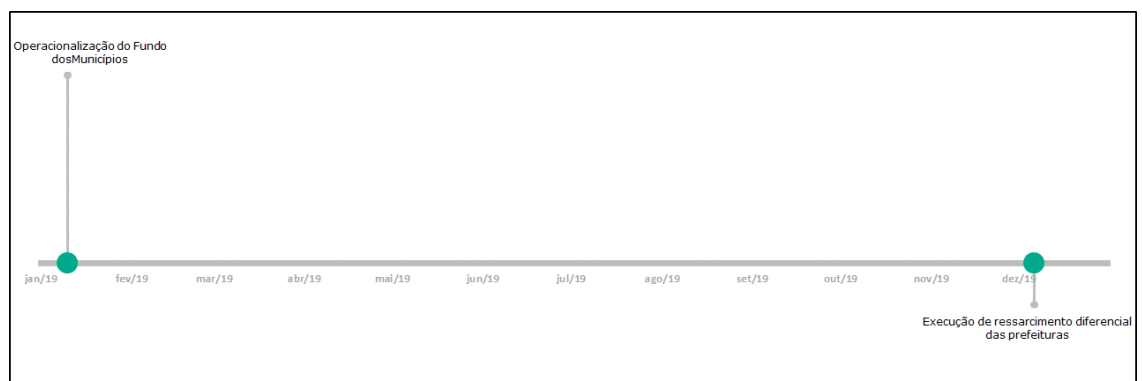 Operacionalização do Fundo
dosMunicípios
jan/19 fev/19 mar/19 abr/19 mai/19 jun/19 jul/19 ago/19 set/19 out/19 nov/19 dez/19
Execução de ressarcimento diferencial
das prefeituras